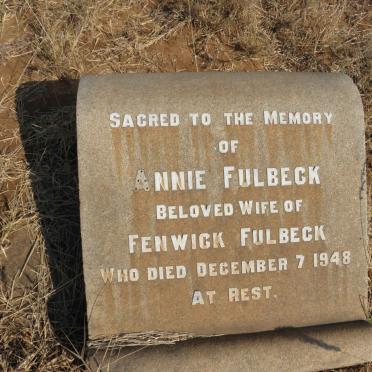 SACRED TO THE MEMORY
OF
ANNIE FULBECK
BELOVED WIFE OF
FENWICK FULBECK
WHO DIED DECEMBER 7 1948
AT REST.